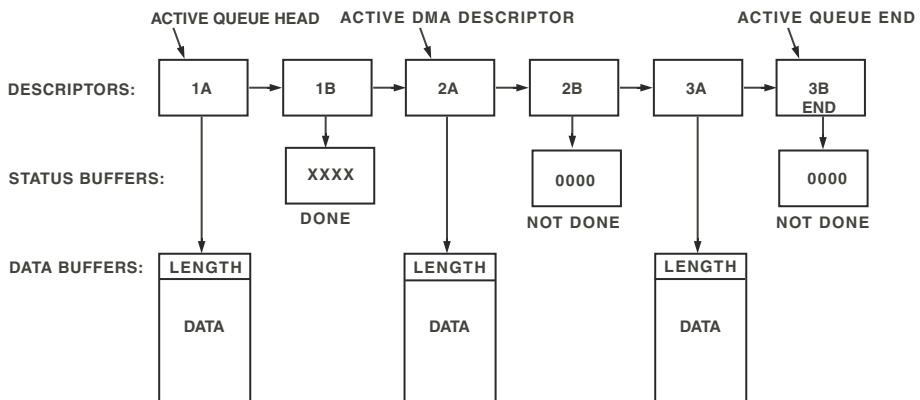 ACTIVE QUEUE HEAD ACTIVE DMA DESCRIPTOR ACTIVE QUEUE END
DESCRIPTORS: 1A 1B 2A 2B 3A 3B
END
STATUS BUFFERS: XXXX 0000 0000
DONE NOT DONE NOT DONE
DATA BUFFERS: LENGTH LENGTH LENGTH
DATA DATA DATA